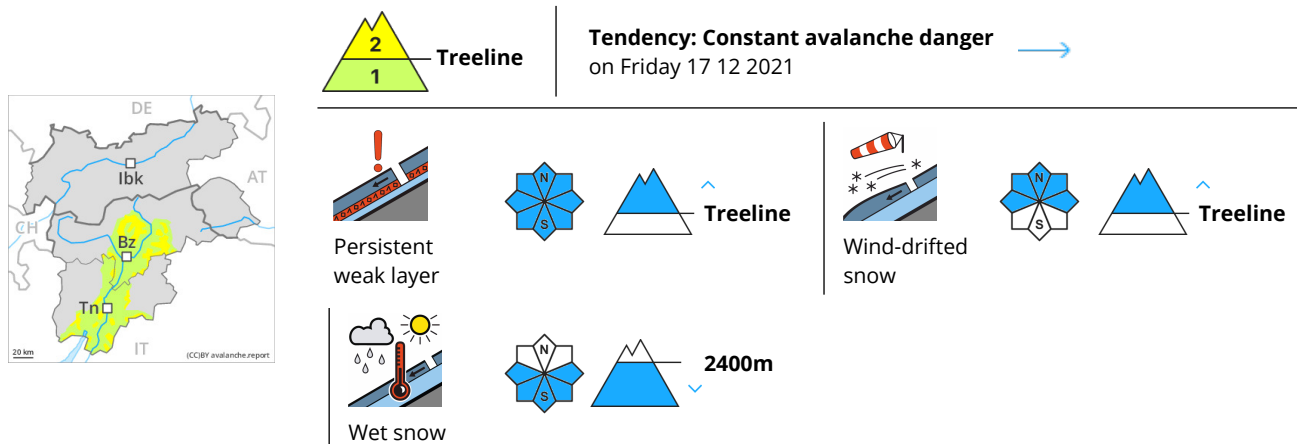 2
1
Treeline
Tendency: Constant avalanche danger
on Friday 17 12 2021
DE
Ibk
AT
CH
Bz
Tn
IT
20 km
(CC)BY avalanche.report
N
S
Treeline
Persistent
weak layer
N
S
Treeline
Wind-drifted
snow
N
S
2400m
Wet snow